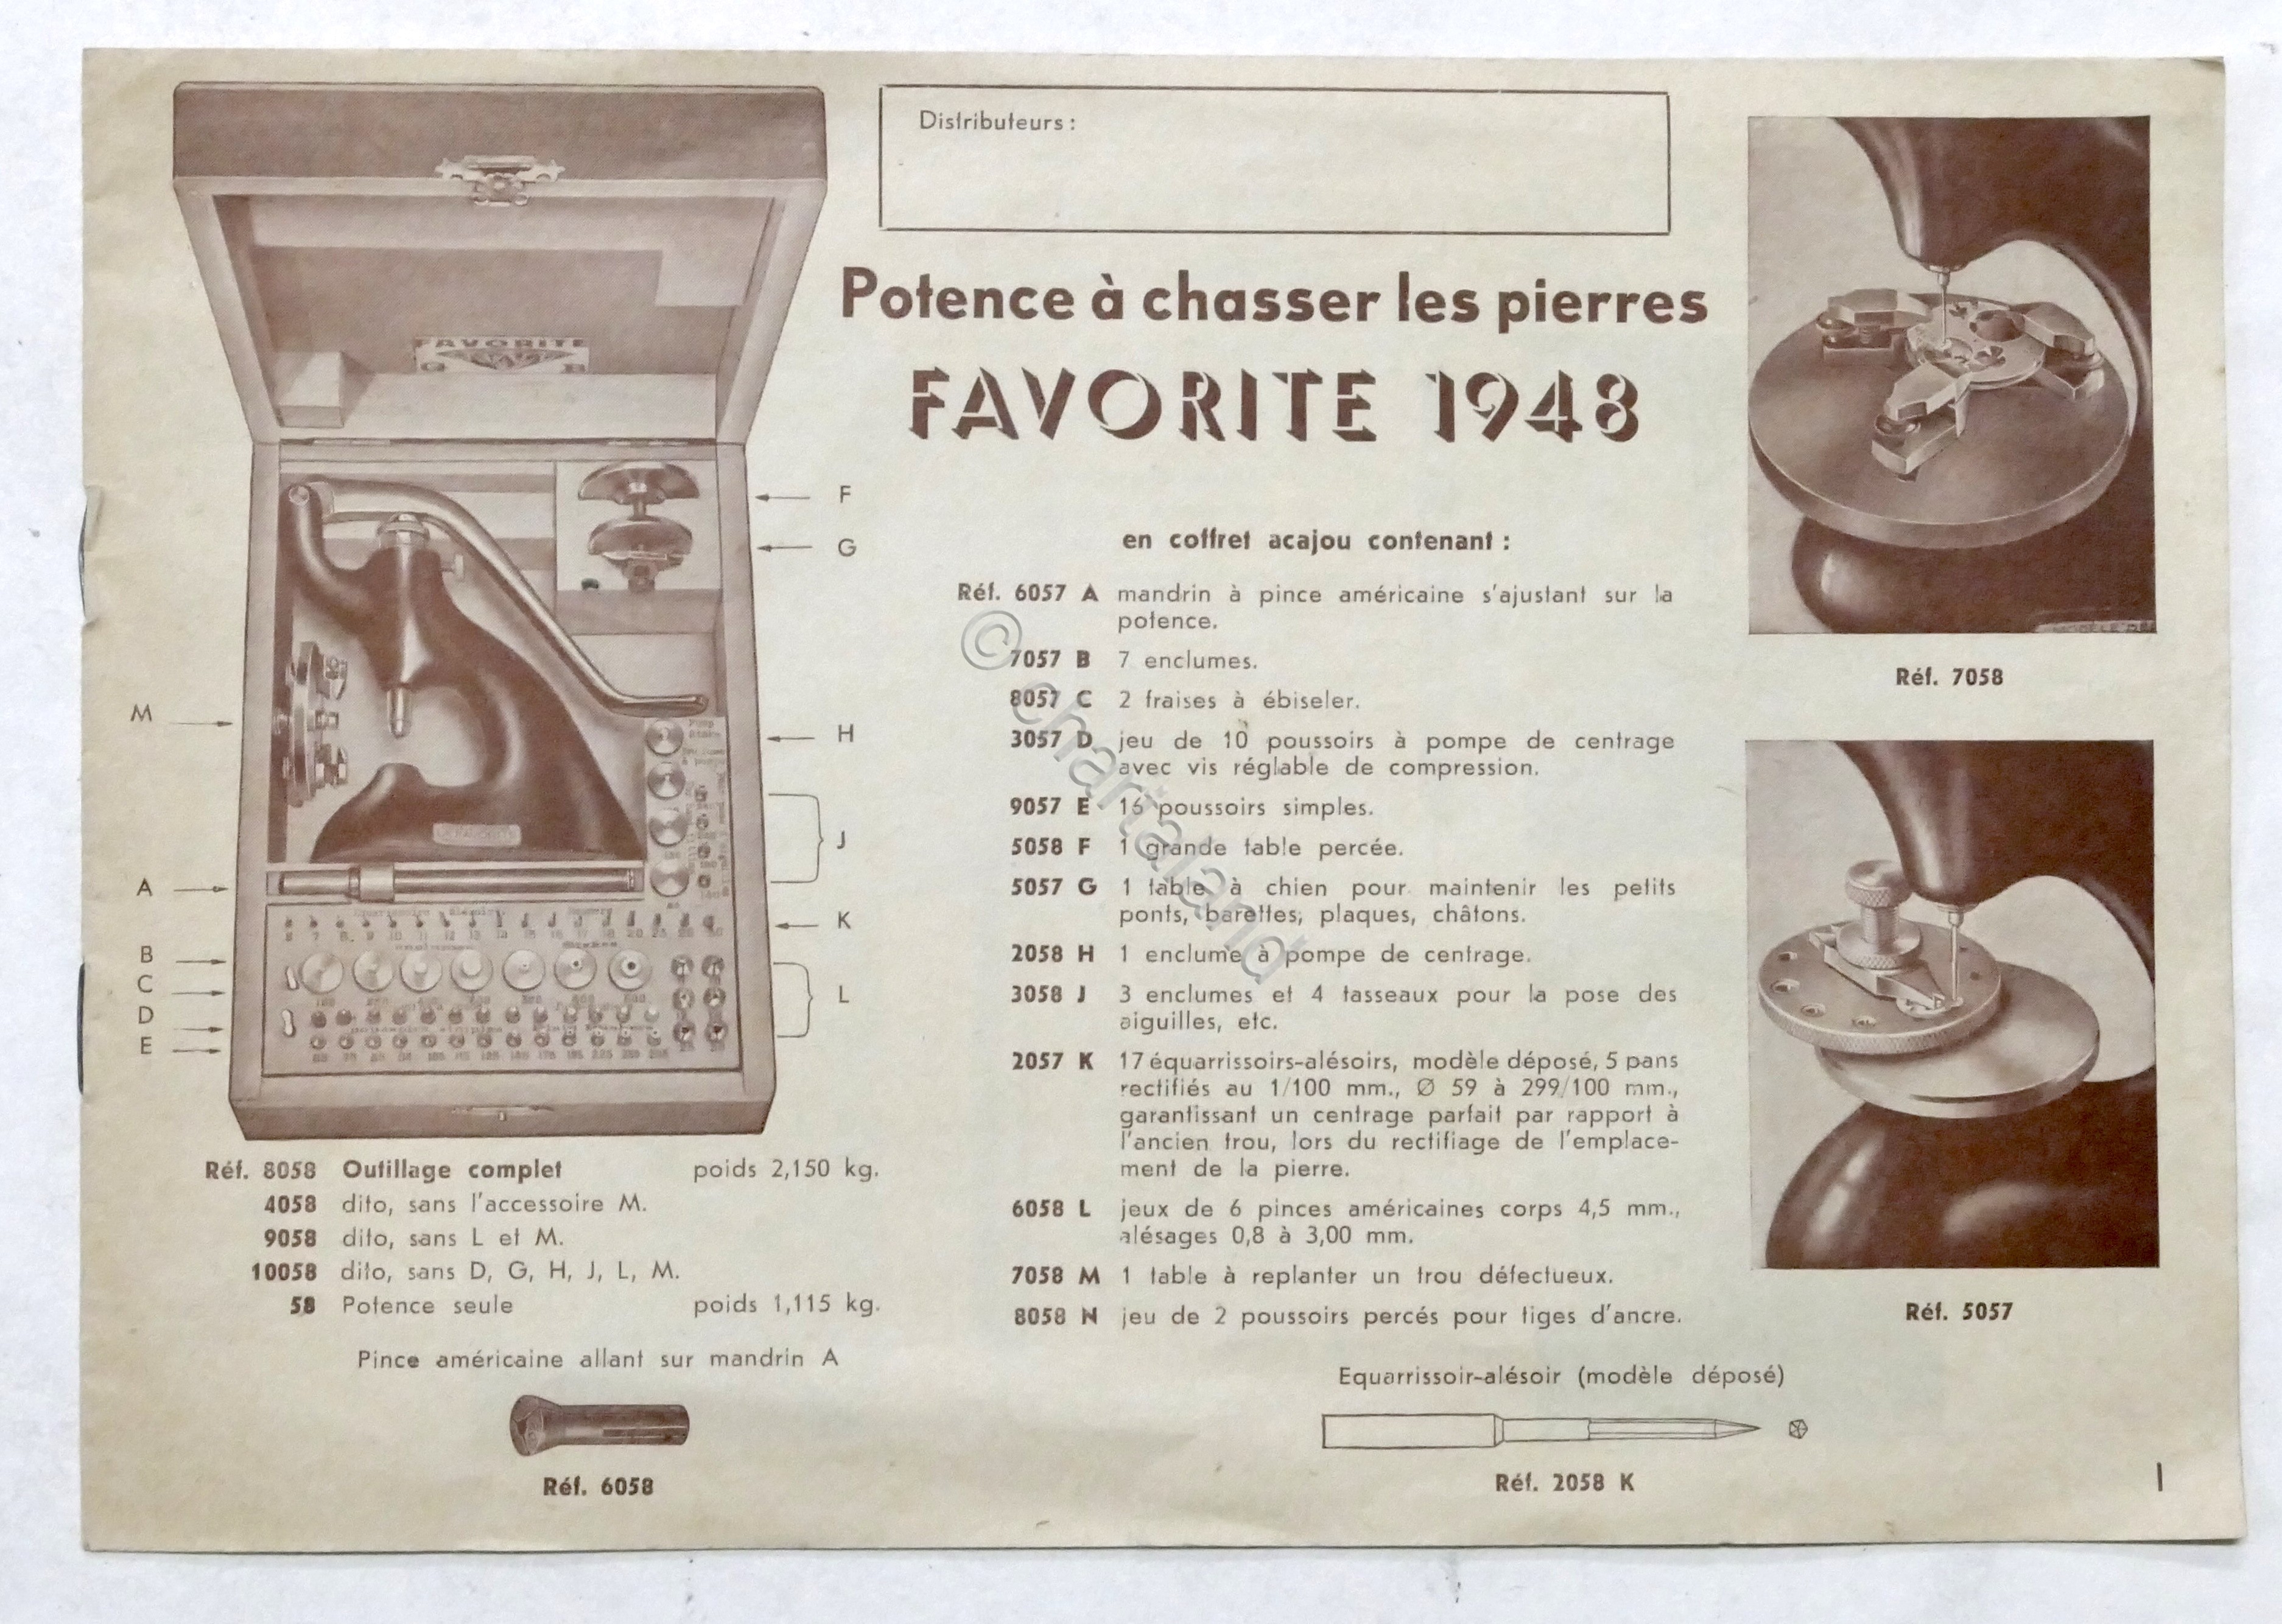 Distributeurs :
Potence à chasser les pierres
FAVORITE 1948
en coffret acajou contenant :
Réf. 6057 A mandrin à pince américaine s'ajustant sur la
potence.
7057 B 7 enclumes.
8057 C 2 fraises à ébiseler.
3057 D jeu de 10 poussoirs à pompe de centrage
avec vis réglable de compression.
9057 E 16 poussoirs simples.
5058 F 1 grande table percée.
5057 G 1 table à chien pour maintenir les petits
ponts, barettes, plaques, châtons.
2058 H 1 enclume à pompe de centrage.
3058 J 3 enclumes et 4 tasseaux pour la pose des
aiguilles, etc.
2057 K 17 équarrissoirs-alésoirs, modèle déposé, 5 pans
rectifiés au 1/100 mm., Ø 59 à 299/100 mm.,
garantissant un centrage parfait par rapport à
l'ancien trou, lors du rectifiage de l'emplace-
ment de la pierre.
6058 L jeux de 6 pinces américaines corps 4,5 mm.,
alésages 0,8 à 3,00 mm.
7058 M 1 table à replanter un trou défectueux.
8058 N jeu de 2 poussoirs percés pour tiges d'ancre.
Equarrissoir-alésoir (modèle déposé)
Réf. 2058 K
FAVORITE
F
G
M
H
J
A
K
B
C
D
E
L
Réf. 8058 Outillage complet poids 2,150 kg.
4058 dito, sans l'accessoire M.
9058 dito, sans L et M.
10058 dito, sans D, G, H, J, L, M.
58 Potence seule poids 1,115 kg.
Pince américaine allant sur mandrin A
Réf. 6058
Réf. 7058
Réf. 5057
1
© chartaland